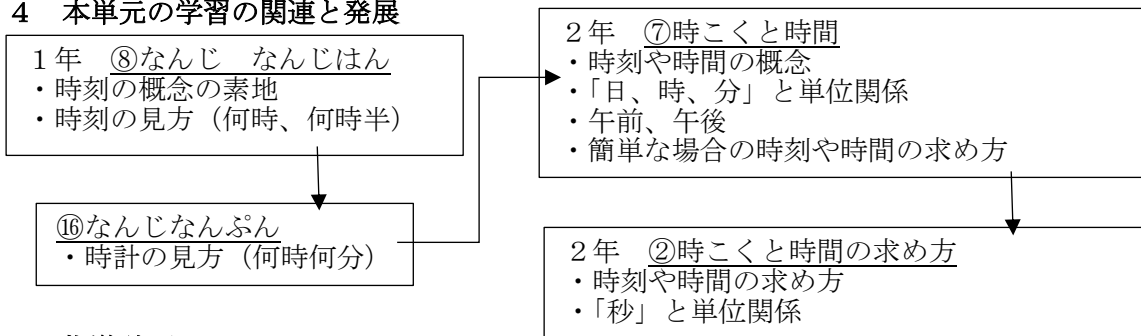 4 本単元の学習の関連と発展
1年 ⑧なんじ なんじはん
・時刻の概念の素地
・時刻の見方（何時、何時半）
⑯なんじなんぷん
・時計の見方（何時何分）
2年 ⑦時こくと時間
・時刻や時間の概念
・「日、時、分」と単位関係
・午前、午後
・簡単な場合の時刻や時間の求め方
2年 ②時こくと時間の求め方
・時刻や時間の求め方
・「秒」と単位関係